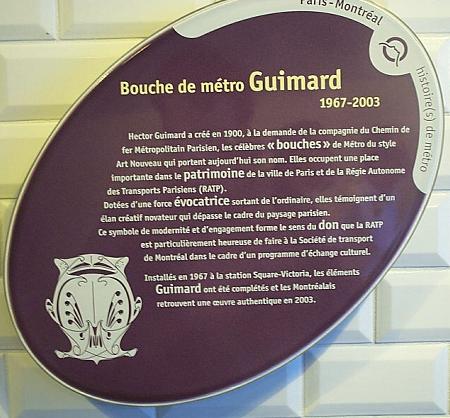 Paris-Montréal
histoire(s) de métro
Bouche de métro Guimard
1967-2003
Hector Guimard a créé en 1900, à la demande de la compagnie du Chemin de
fer Métropolitain Parisien, les célèbres « bouches » de Métro du style
Art Nouveau qui portent aujourd'hui son nom. Elles occupent une place
importante dans le patrimoine de la ville de Paris et de la Régie Autonome
des Transports Parisiens (RATP).
Dotées d'une force évocatrice sortant de l'ordinaire, elles témoignent d'un
élan créatif novateur qui dépasse le cadre du paysage parisien.
Ce symbole de modernité et d'engagement forme le sens du don que la RATP
est particulièrement heureuse de faire à la Société de transport
de Montréal dans le cadre d'un programme d'échange culturel.
Installés en 1967 à la station Square-Victoria, les éléments
Guimard ont été complétés et les Montréalais
retrouvent une œuvre authentique en 2003.